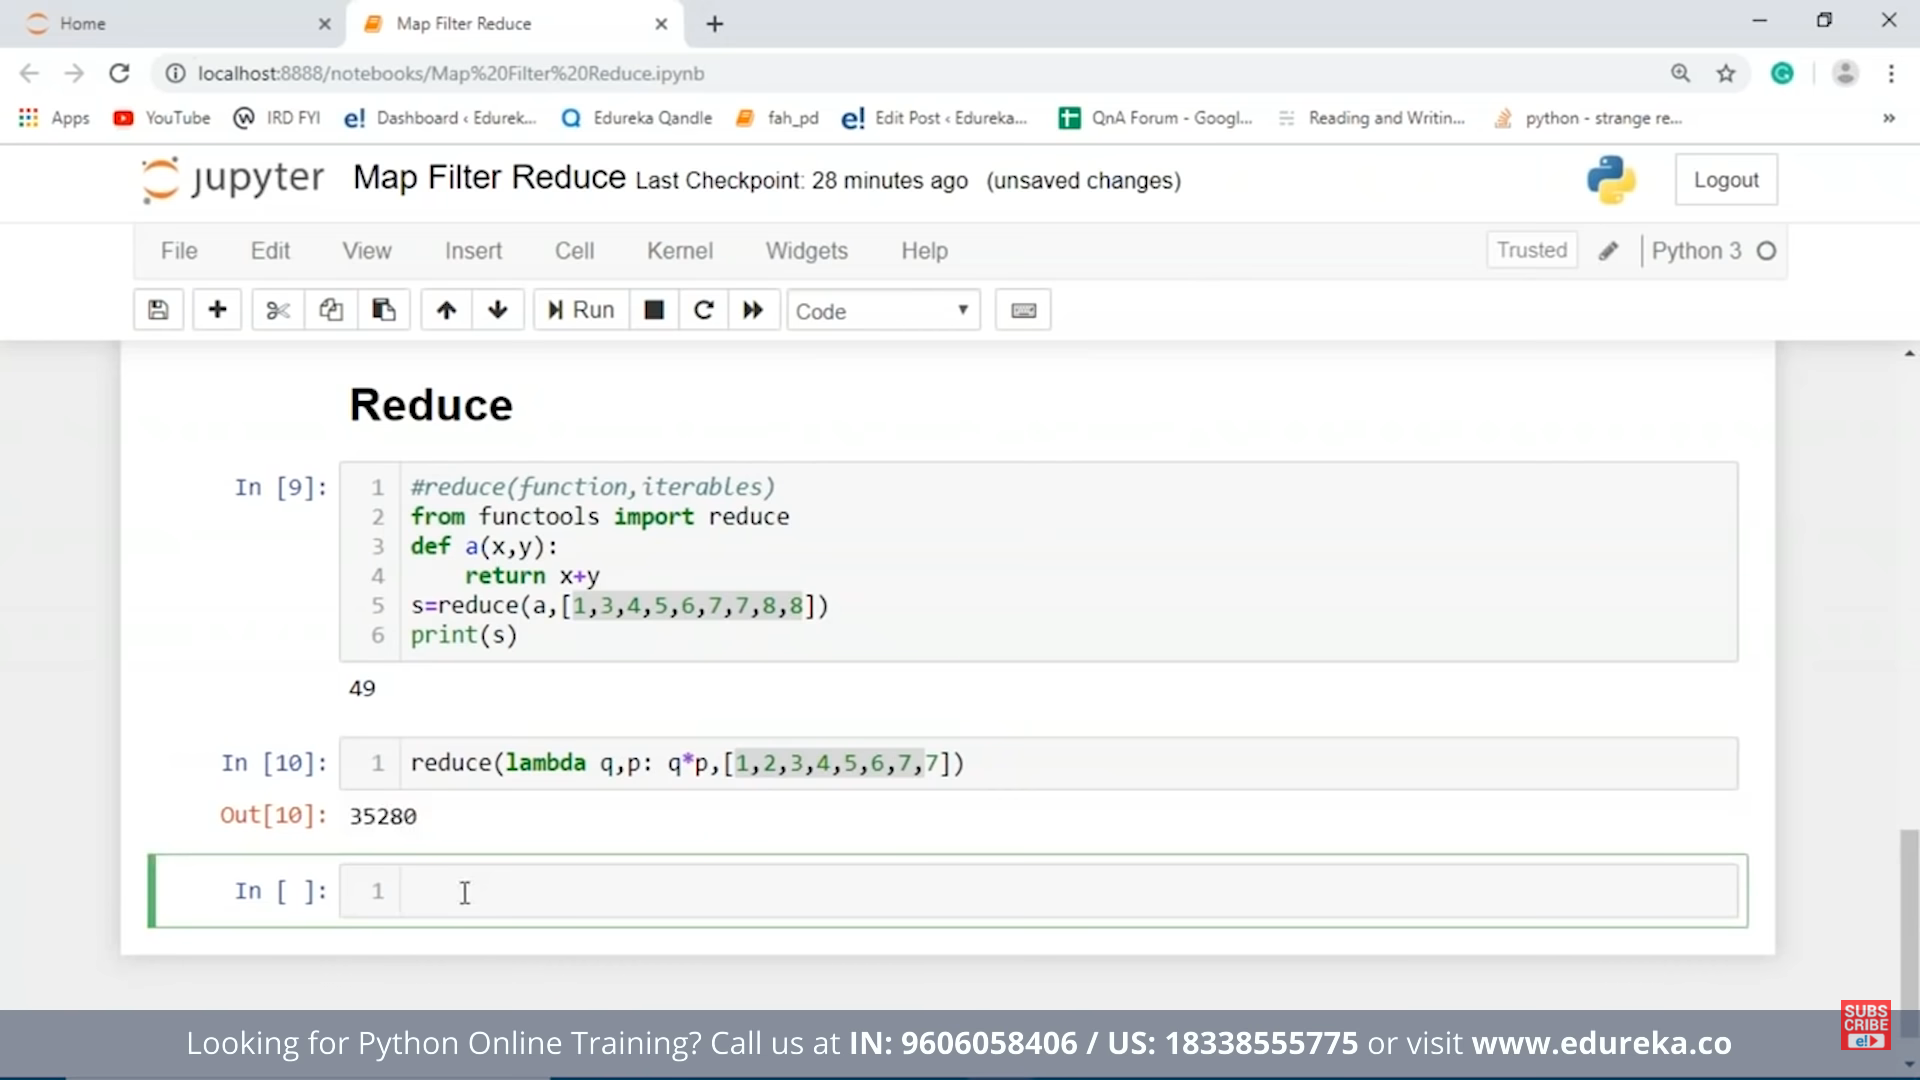 Home
Map Filter Reduce
localhost:8888/notebooks/Map%20Filter%20Reduce.ipynb
Apps
YouTube
IRD FYI
e! Dashboard ‹ Edurek...
Edureka Qandle
fah_pd
e! Edit Post ‹ Edureka...
QnA Forum - Googl...
Reading and Writin...
python - strange re...
»
jupyter Map Filter Reduce Last Checkpoint: 28 minutes ago (unsaved changes)
Logout
File Edit View Insert Cell Kernel Widgets Help
Trusted
Python 3
Run
Code
Reduce
In [9]:
1 #reduce(function,iterables)
2 from functools import reduce
3 def a(x,y):
4     return x+y
5 s=reduce(a,[1,3,4,5,6,7,7,8,8])
6 print(s)
49
In [10]: 1 reduce(lambda q,p: q*p,[1,2,3,4,5,6,7,7])
Out[10]: 35280
In [ ]: 1
Looking for Python Online Training? Call us at IN: 9606058406 / US: 18338555775 or visit www.edureka.co
SUBS
CRIBE
e!